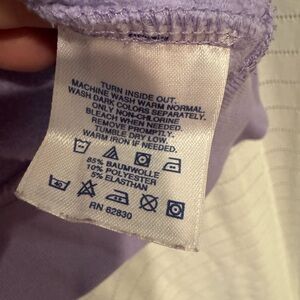 TURN INSIDE OUT.
MACHINE WASH WARM NORMAL.
WASH DARK COLORS SEPARATELY.
ONLY NON-CHLORINE
BLEACH WHEN NEEDED.
REMOVE PROMPTLY.
TUMBLE DRY LOW.
WARM IRON IF NEEDED.
85% BAUMWOLLE
10% POLYESTER
5% ELASTHAN
RN 62830